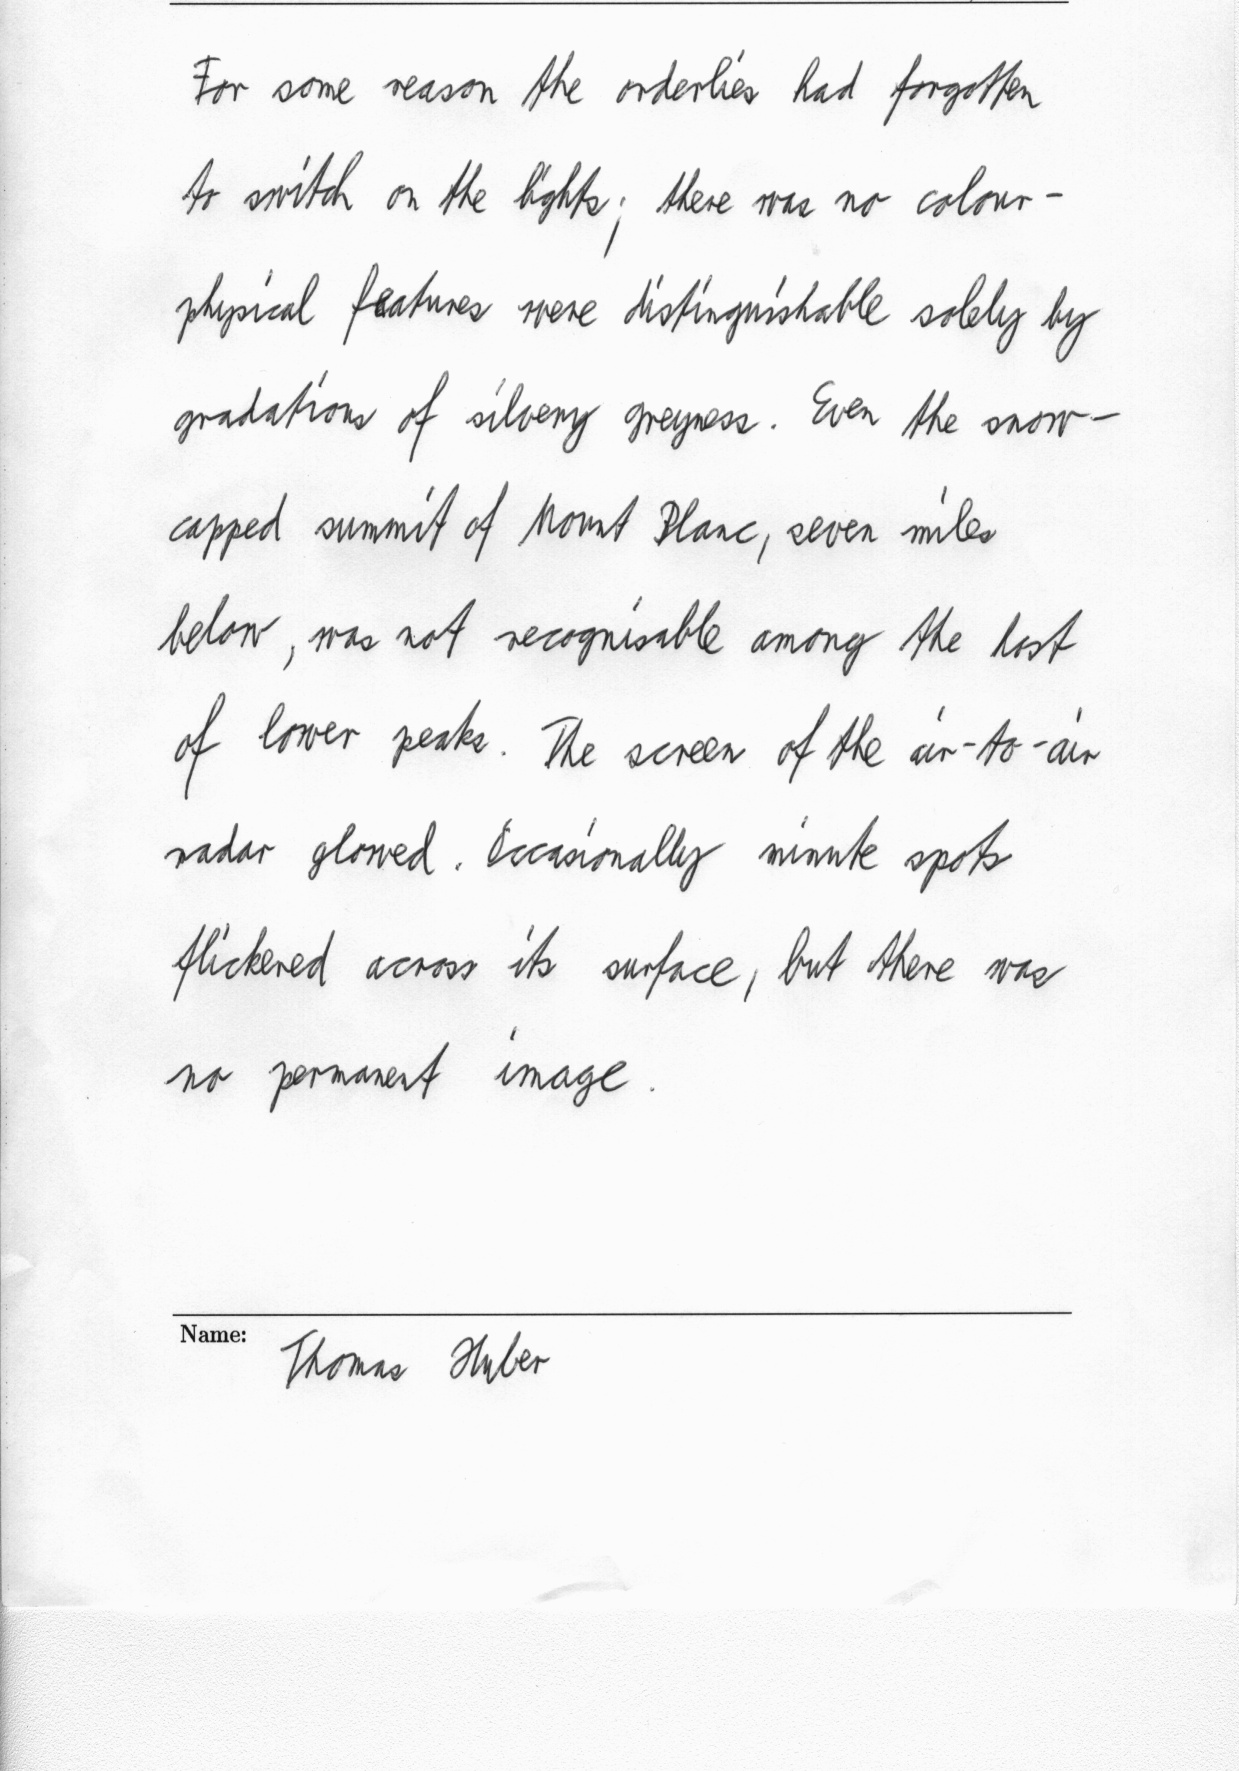 For some reason the orderlies had forgotten
to switch on the lights; there was no colour -
physical features were distinguishable solely by
gradations of silvery greyness. Even the snow-
capped summit of Mount Blanc, seven miles
below, was not recognisable among the host
of lower peaks. The screen of the air-to-air
radar glowed. Occasionally minute spots
flickered across its surface, but there was
no permanent image.
Name:
Thomas Huber